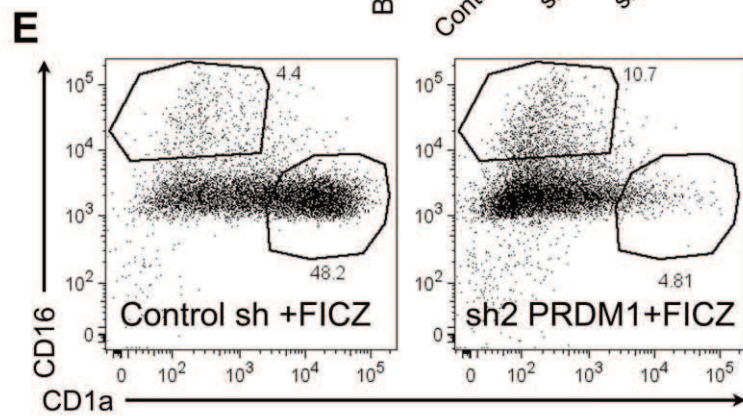 B
Cont
s
s
E
4.4
10.7
10⁵
10⁴
10³
10²
0
10⁵
10⁴
10³
10²
0
48.2
4.81
Control sh +FICZ
sh2 PRDM1+FICZ
CD16
0 10² 10³ 10⁴ 10⁵
0 10² 10³ 10⁴ 10⁵
CD1a